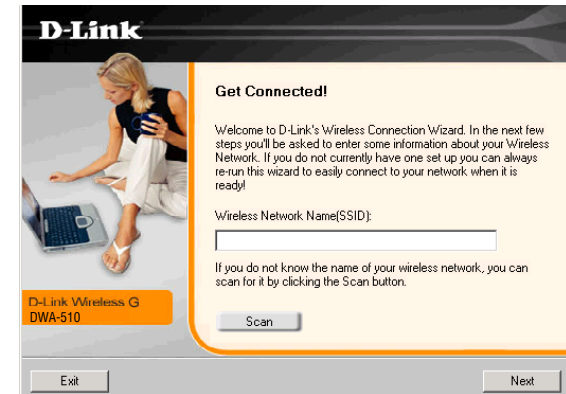 D-Link
Get Connected!
Welcome to D-Link's Wireless Connection Wizard. In the next few
steps you'll be asked to enter some information about your Wireless
Network. If you do not currently have one set up you can always
re-run this wizard to easily connect to your network when it is
ready!
Wireless Network Name(SSID):
If you do not know the name of your wireless network, you can
scan for it by clicking the Scan button.
Scan
D-Link Wireless G
DWA-510
Exit
Next